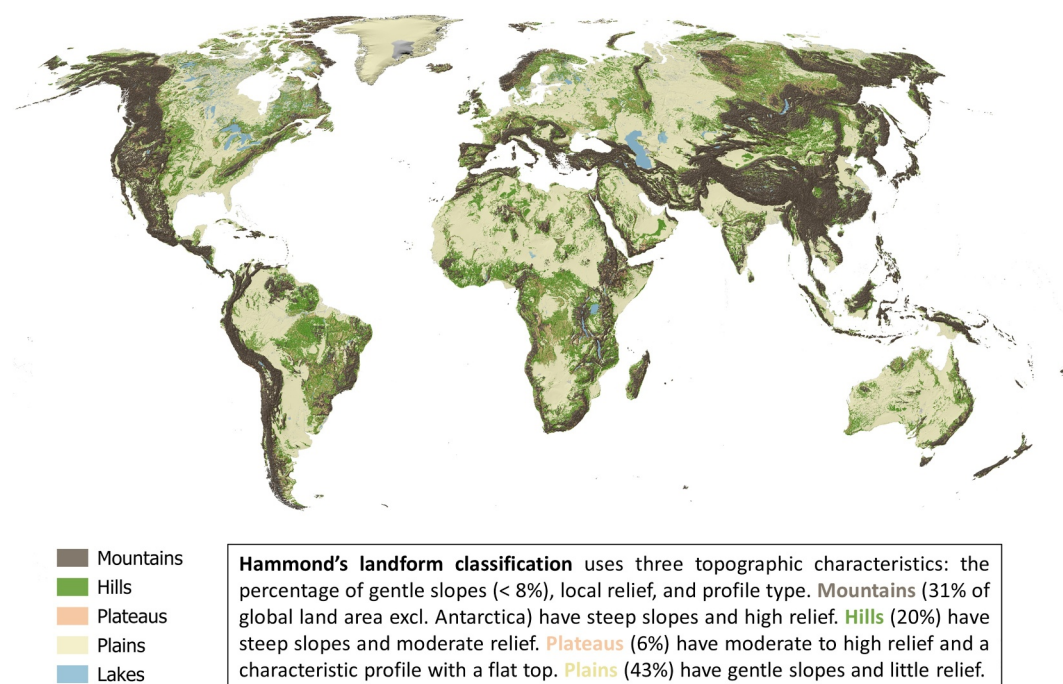 Mountains
Hills
Plateaus
Plains
Lakes
Hammond's landform classification uses three topographic characteristics: the
percentage of gentle slopes (< 8%), local relief, and profile type. Mountains (31% of
global land area excl. Antarctica) have steep slopes and high relief. Hills (20%) have
steep slopes and moderate relief. Plateaus (6%) have moderate to high relief and a
characteristic profile with a flat top. Plains (43%) have gentle slopes and little relief.